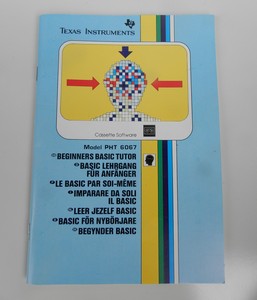 TEXAS INSTRUMENTS
Cassette Software
Model PHT 6067
BEGINNERS BASIC TUTOR
BASIC LEHRGANG
FÜR ANFÄNGER
LE BASIC PAR SOI-MÊME
IMPARARE DA SOLI
IL BASIC
LEER JEZELF BASIC
BASIC FÖR NYBÖRJARE
BEGYNDER BASIC